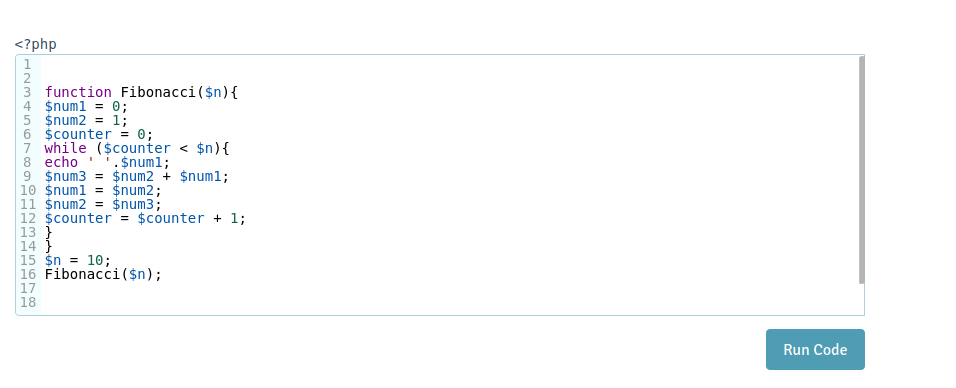 <?php
1
2
3 function Fibonacci($n){
4 $num1 = 0;
5 $num2 = 1;
6 $counter = 0;
7 while ($counter < $n){
8 echo ' '.$num1;
9 $num3 = $num2 + $num1;
10 $num1 = $num2;
11 $num2 = $num3;
12 $counter = $counter + 1;
13 }
14 }
15 $n = 10;
16 Fibonacci($n);
17
18
Run Code